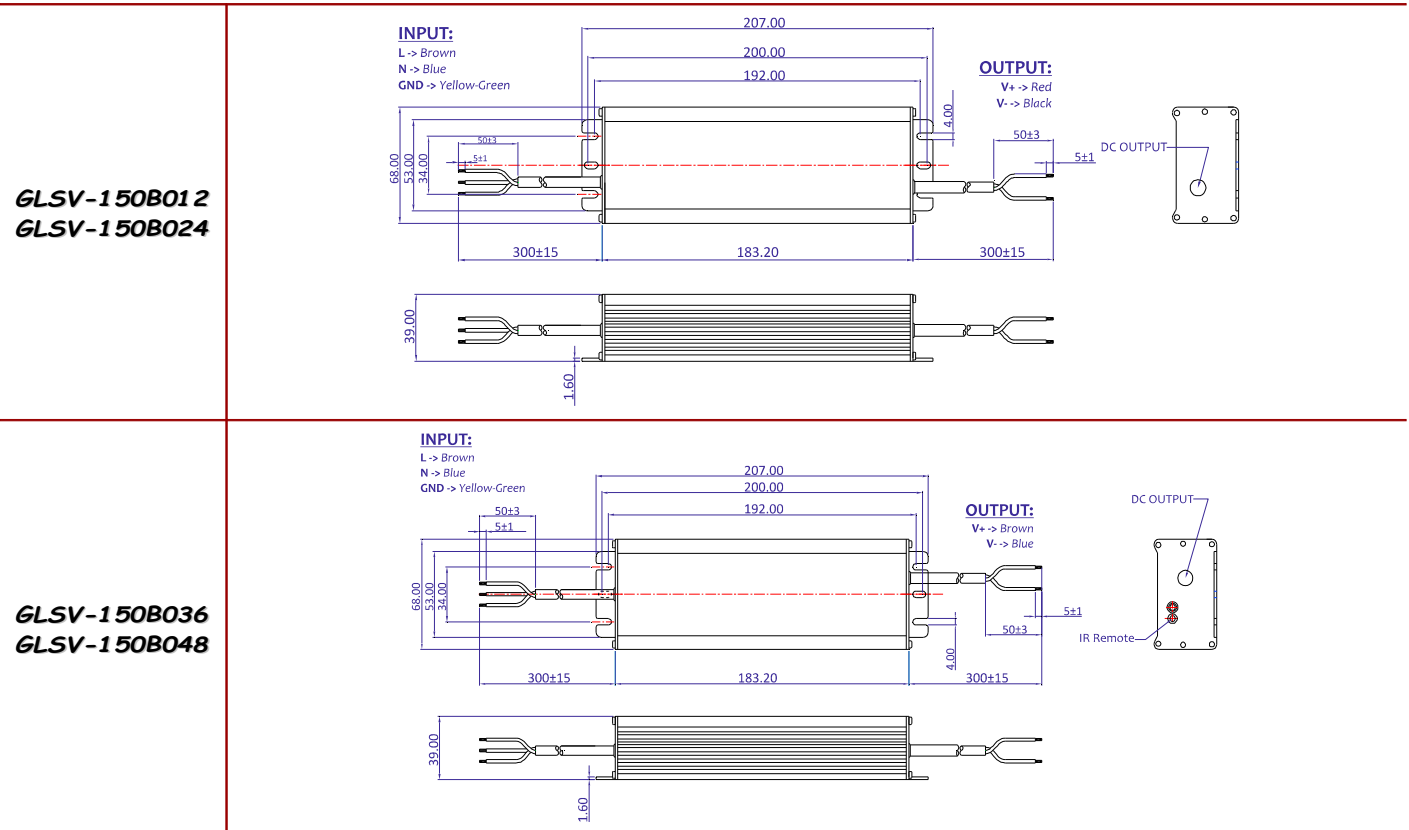 GLSV-150B012
GLSV-150B024
INPUT:
L -> Brown
N -> Blue
GND -> Yellow-Green
207.00
200.00
192.00
OUTPUT:
V+ -> Red
V- -> Black
4.00
50±3
5±1
68.00
53.00
34.00
50±3
5±1
DC OUTPUT
300±15
183.20
300±15
39.00
1.60
GLSV-150B036
GLSV-150B048
INPUT:
L -> Brown
N -> Blue
GND -> Yellow-Green
207.00
200.00
192.00
OUTPUT:
V+ -> Brown
V- -> Blue
DC OUTPUT
50±3
5±1
68.00
53.00
34.00
5±1
50±3
4.00
IR Remote
300±15
183.20
300±15
39.00
1.60